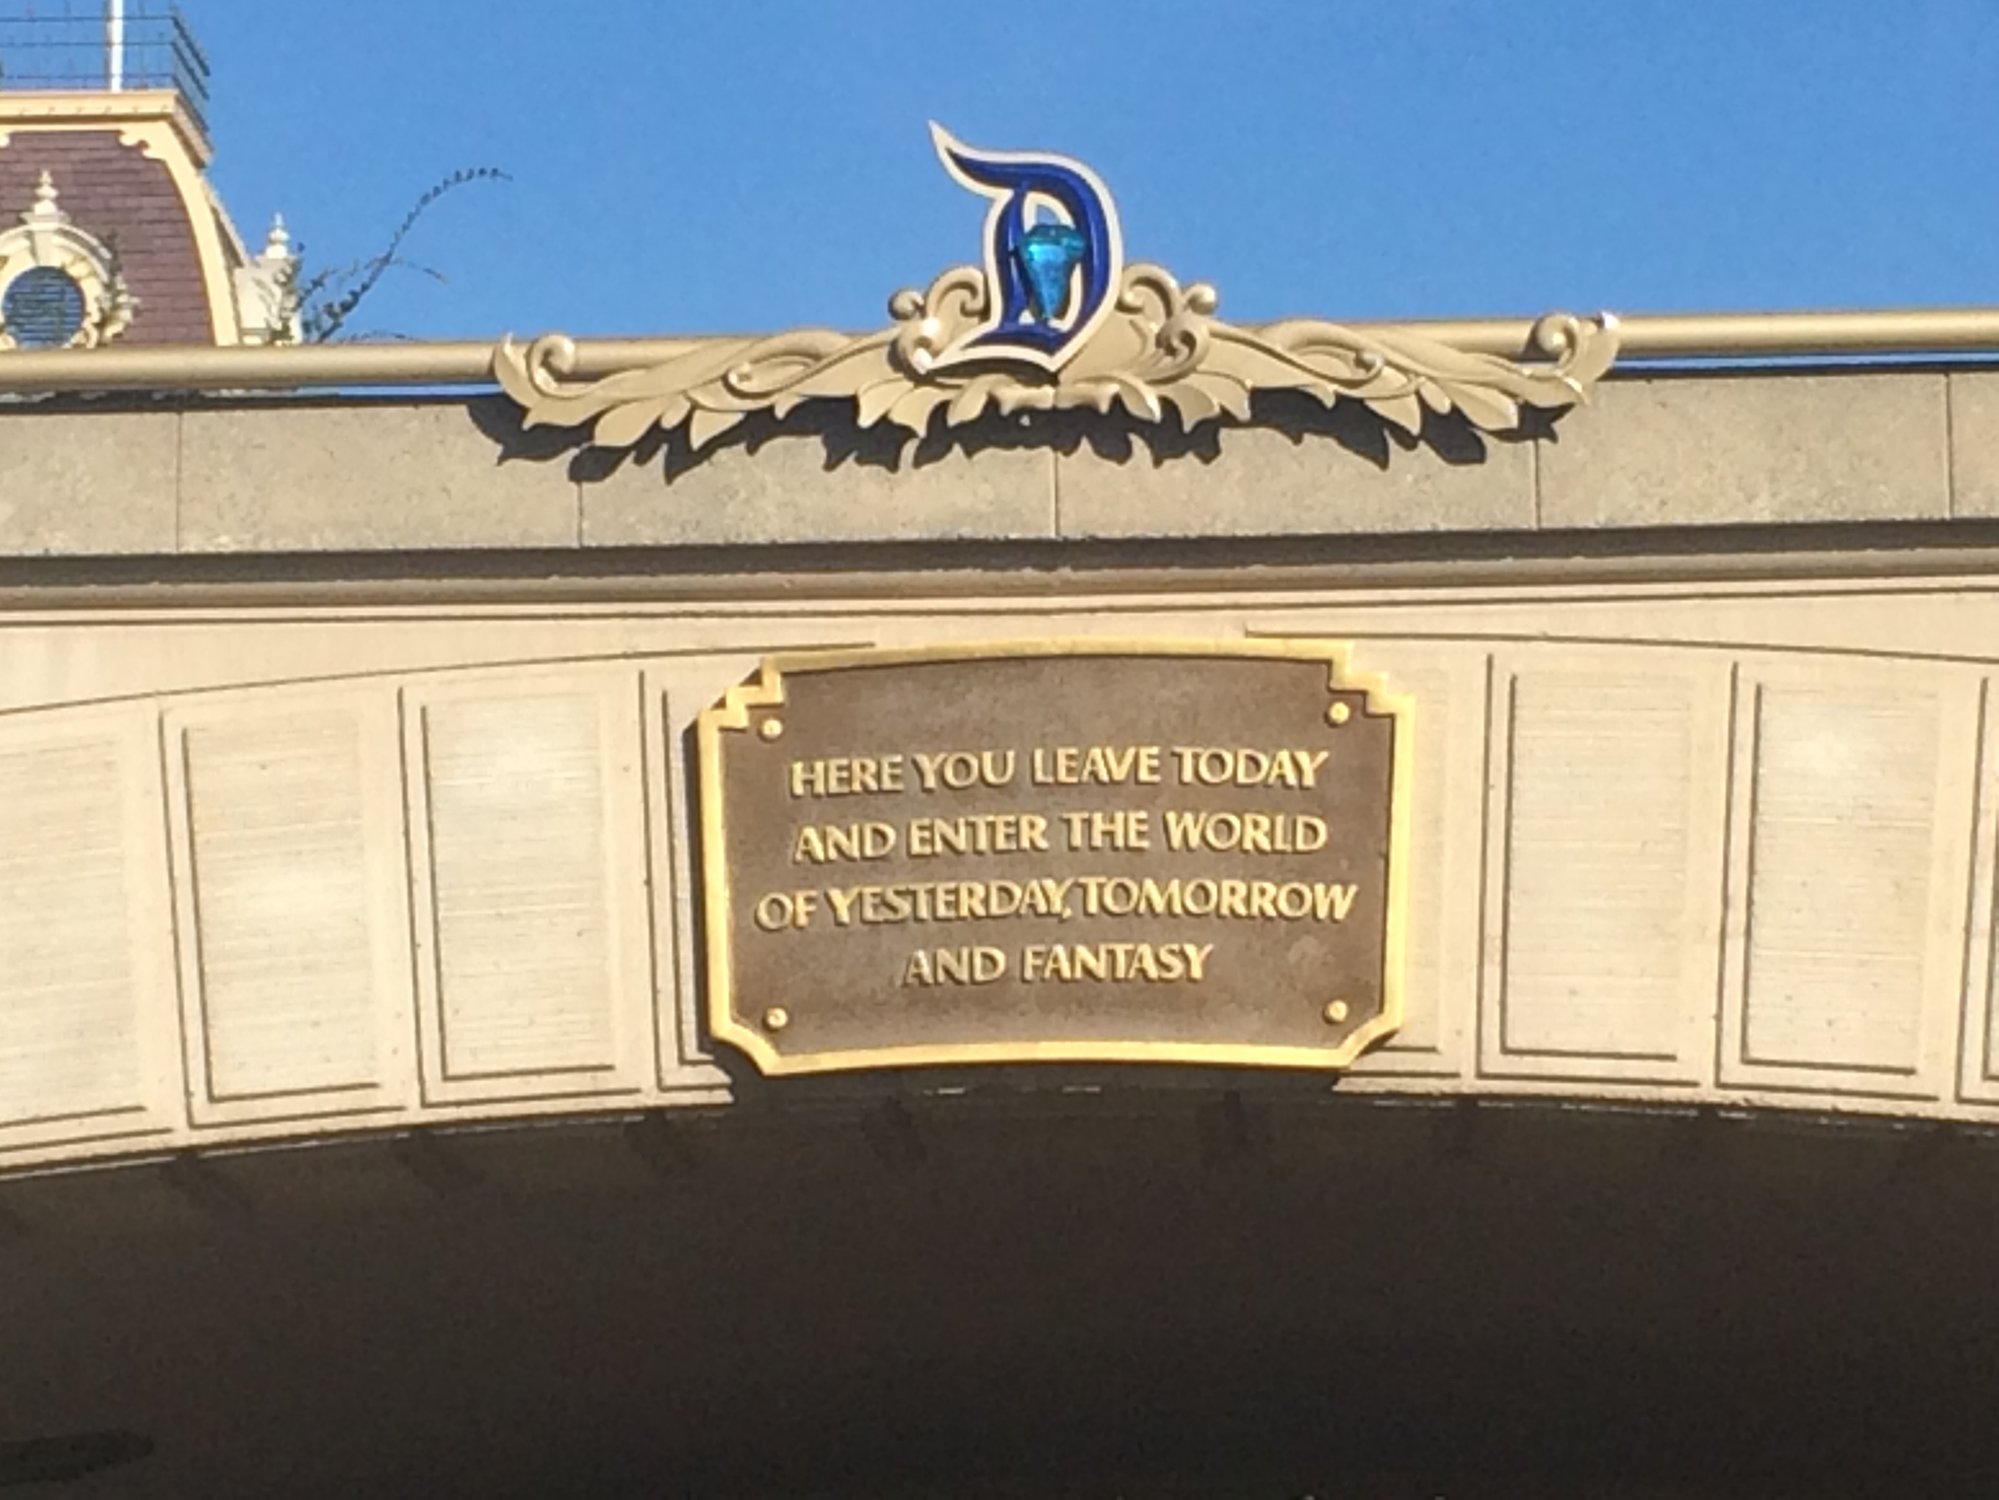 D
HERE YOU LEAVE TODAY
AND ENTER THE WORLD
OF YESTERDAY, TOMORROW
AND FANTASY